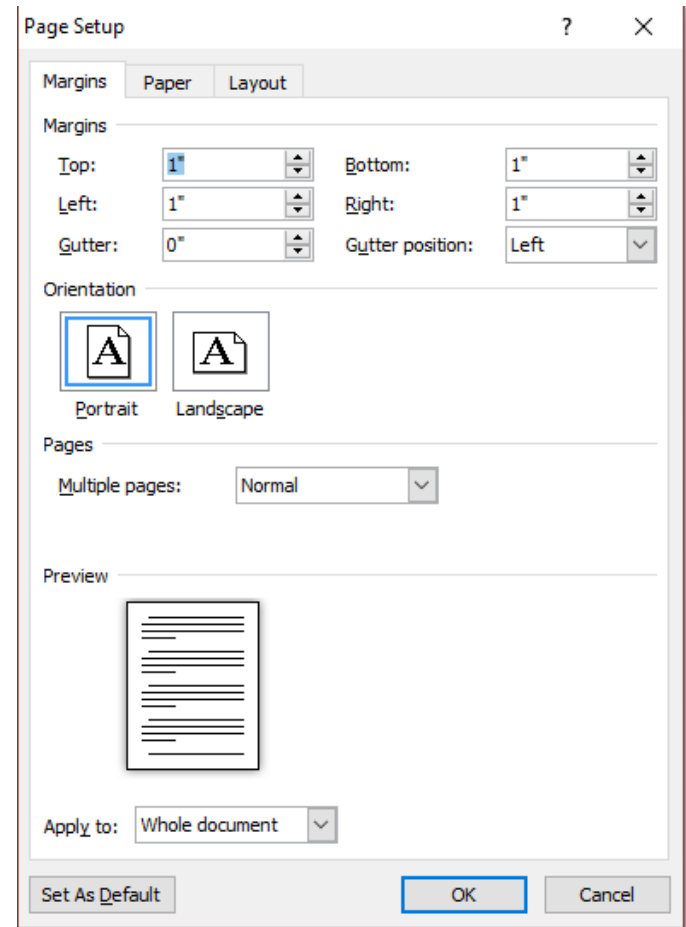 Page Setup ?
Margins Paper Layout
Margins
Top: 1" Bottom: 1"
Left: 1" Right: 1"
Gutter: 0" Gutter position: Left
Orientation
A A
Portrait Landscape
Pages
Multiple pages: Normal
Preview
Apply to: Whole document
Set As Default OK Cancel